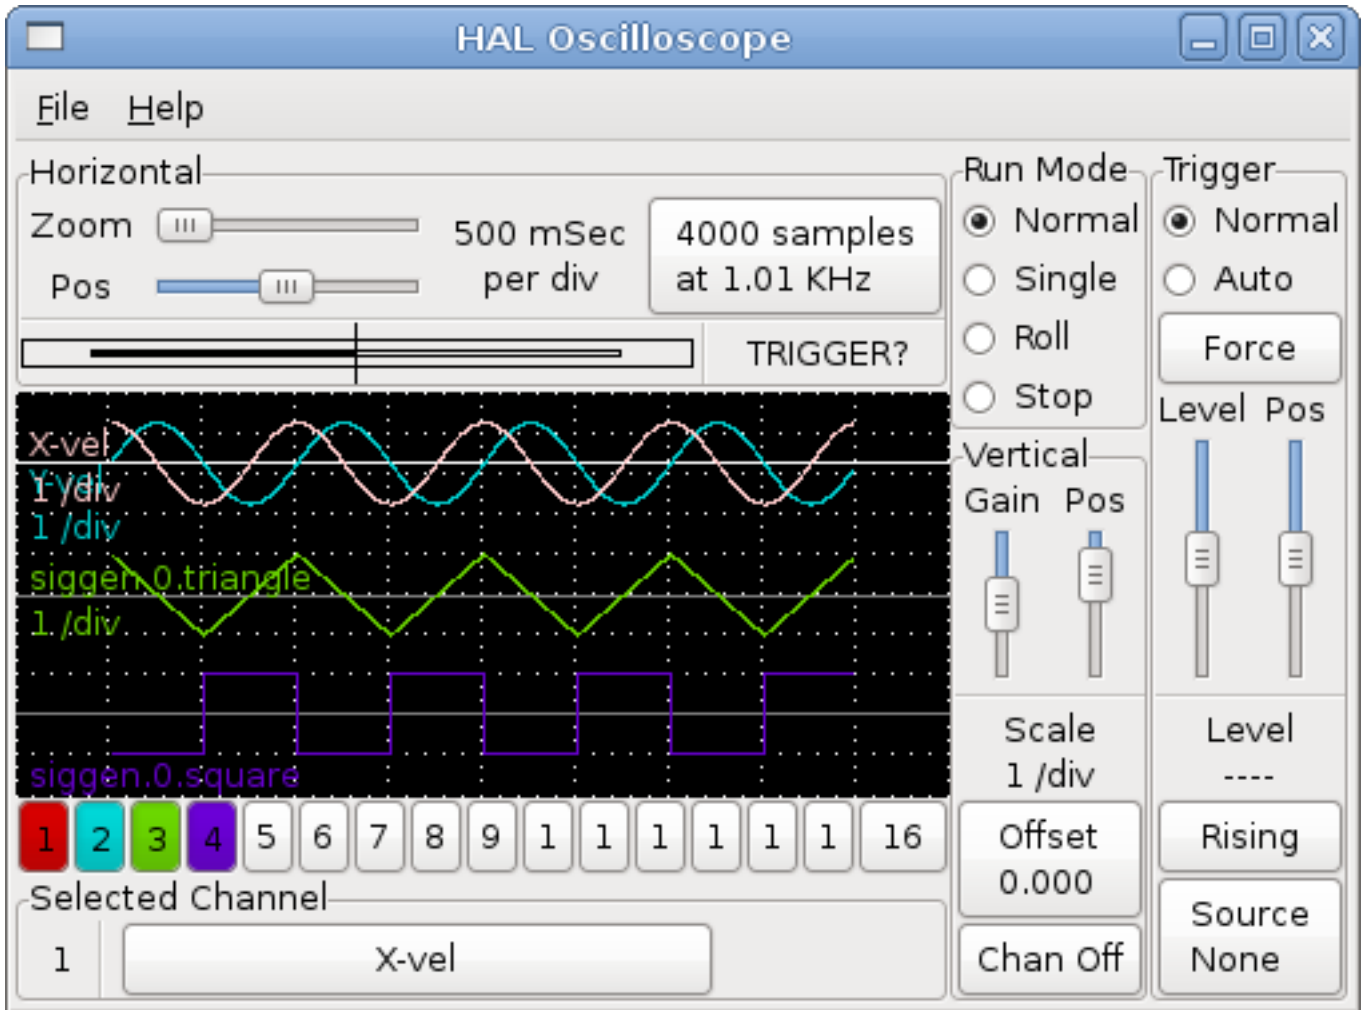 HAL Oscilloscope
File Help
Horizontal
Zoom
Pos
500 mSec
per div
4000 samples
at 1.01 KHz
TRIGGER?
Run Mode
Normal
Single
Roll
Stop
Trigger
Normal
Auto
Force
Level Pos
X-vel
Y-vel
1 /div
1 /div
siggen.0.triangle
1 /div
siggen.0.square
Vertical
Gain Pos
Scale
1 /div
Offset
0.000
Chan Off
Level
----
Rising
Source
None
1 2 3 4 5 6 7 8 9 1 1 1 1 1 1 16
Selected Channel
1 X-vel